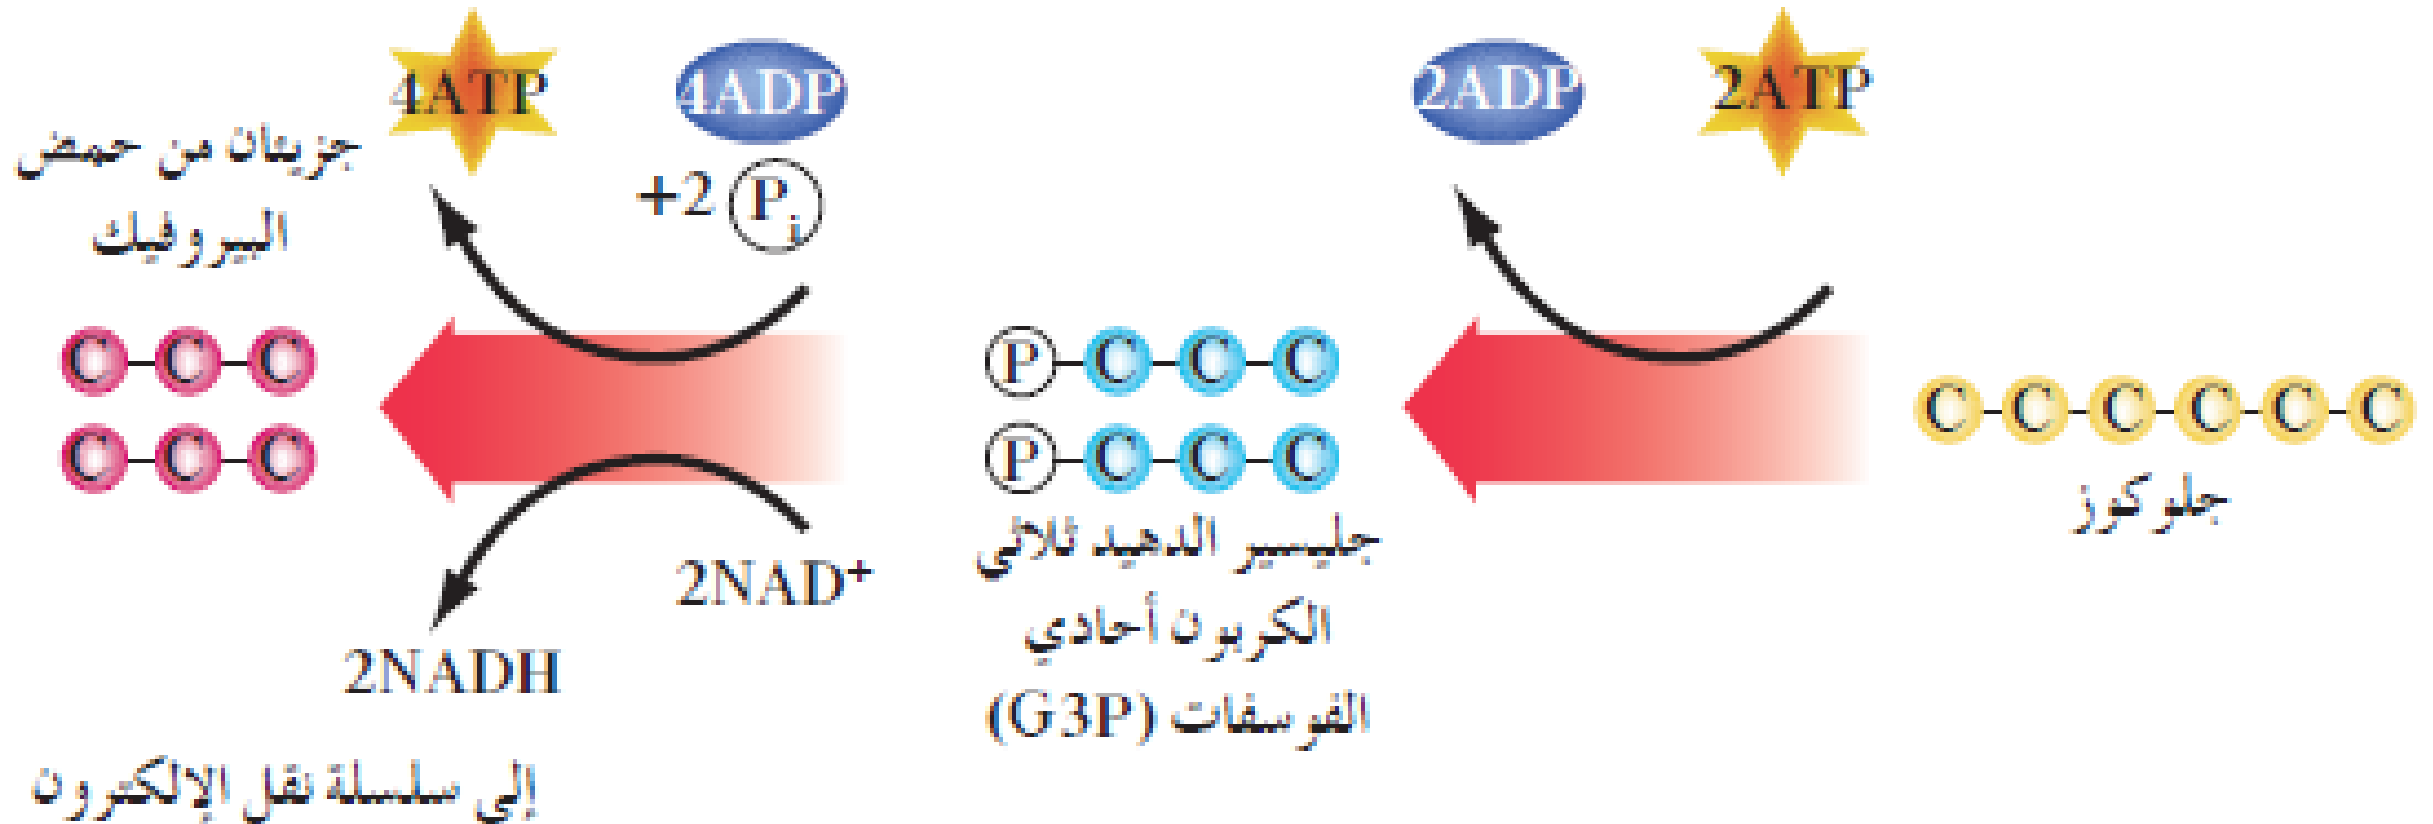 2ATP
2ADP
C C C C C C
جلوكوز
P C C C
P C C C
جليسير الدهيد ثلاثي
الكربون أحادي
الفوسفات (G3P)
4ADP
+2 Pi
4ATP
2NAD+
2NADH
إلى سلسلة نقل الإلكترون
جزيئان من حمض
البيروفيك
C C C
C C C